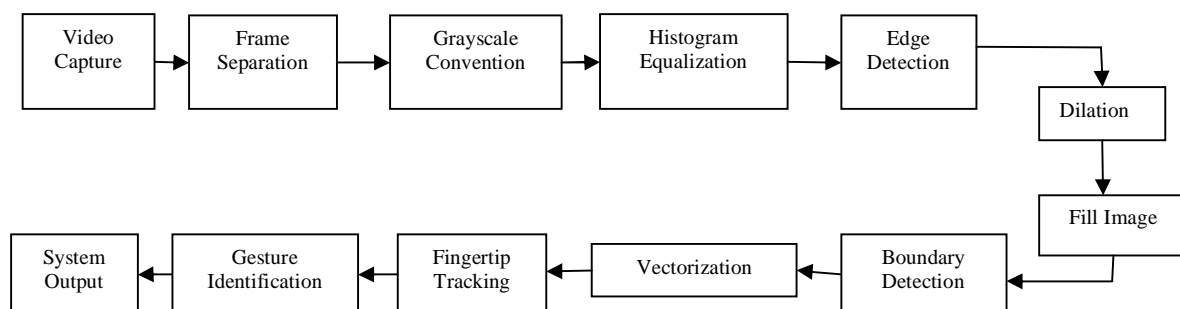 Video
Capture
Frame
Separation
Grayscale
Convention
Histogram
Equalization
Edge
Detection
Dilation
Fill Image
Boundary
Detection
Vectorization
Fingertip
Tracking
Gesture
Identification
System
Output